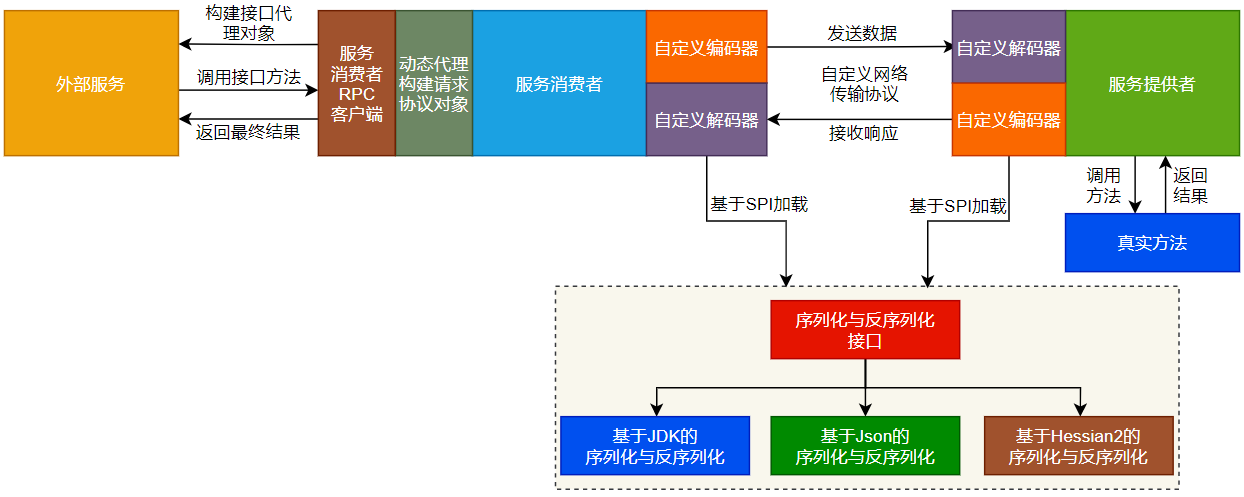 构建接口代
理对象
外部服务
调用接口方法
返回最终结果
服务
消费者
RPC
客户端
动态代理
构建请求
协议对象
服务消费者
自定义编码器
自定义解码器
发送数据
自定义网络
传输协议
接收响应
自定义解码器
自定义编码器
服务提供者
调用
方法
返回
结果
真实方法
基于SPI加载
基于SPI加载
序列化与反序列化
接口
基于JDK的
序列化与反序列化
基于Json的
序列化与反序列化
基于Hessian2的
序列化与反序列化